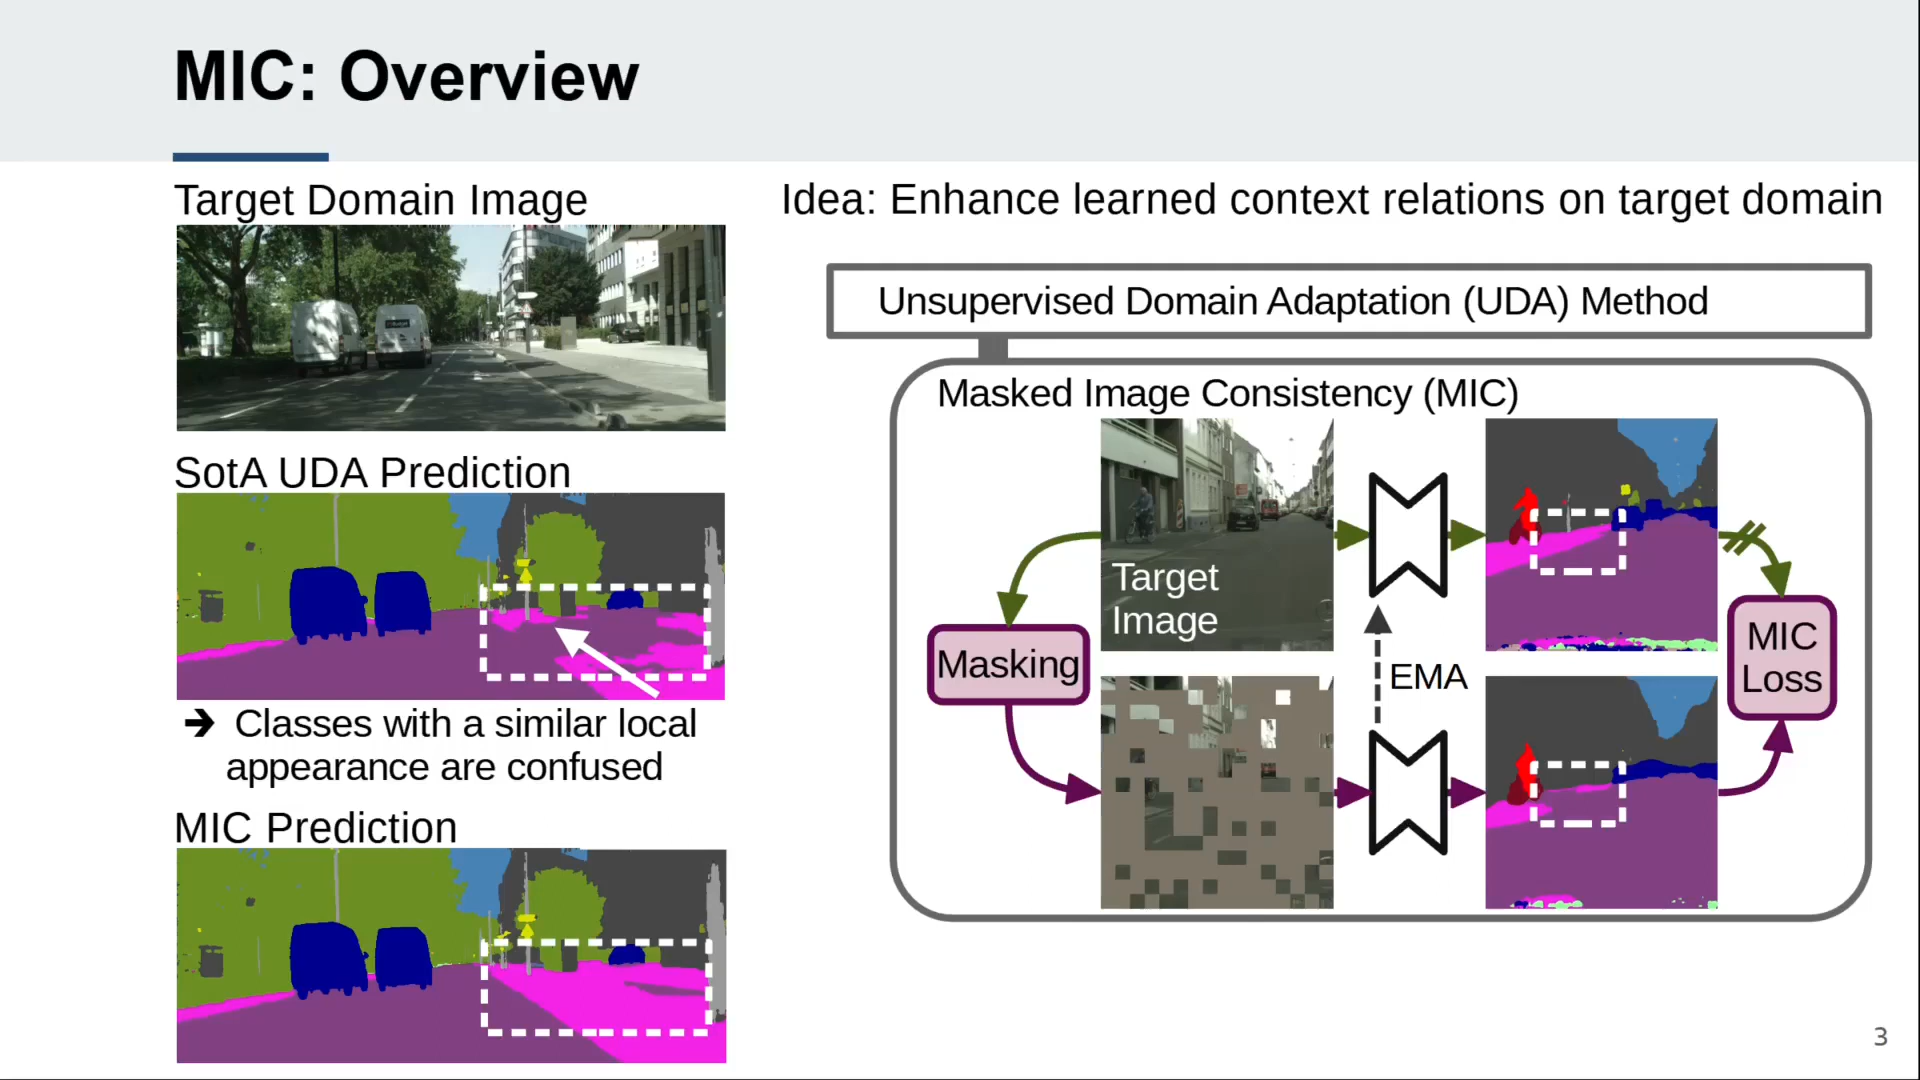 MIC: Overview
Target Domain Image
SotA UDA Prediction
➔ Classes with a similar local
appearance are confused
MIC Prediction
Idea: Enhance learned context relations on target domain
Unsupervised Domain Adaptation (UDA) Method
Masked Image Consistency (MIC)
Target
Image
Masking
EMA
MIC
Loss
3